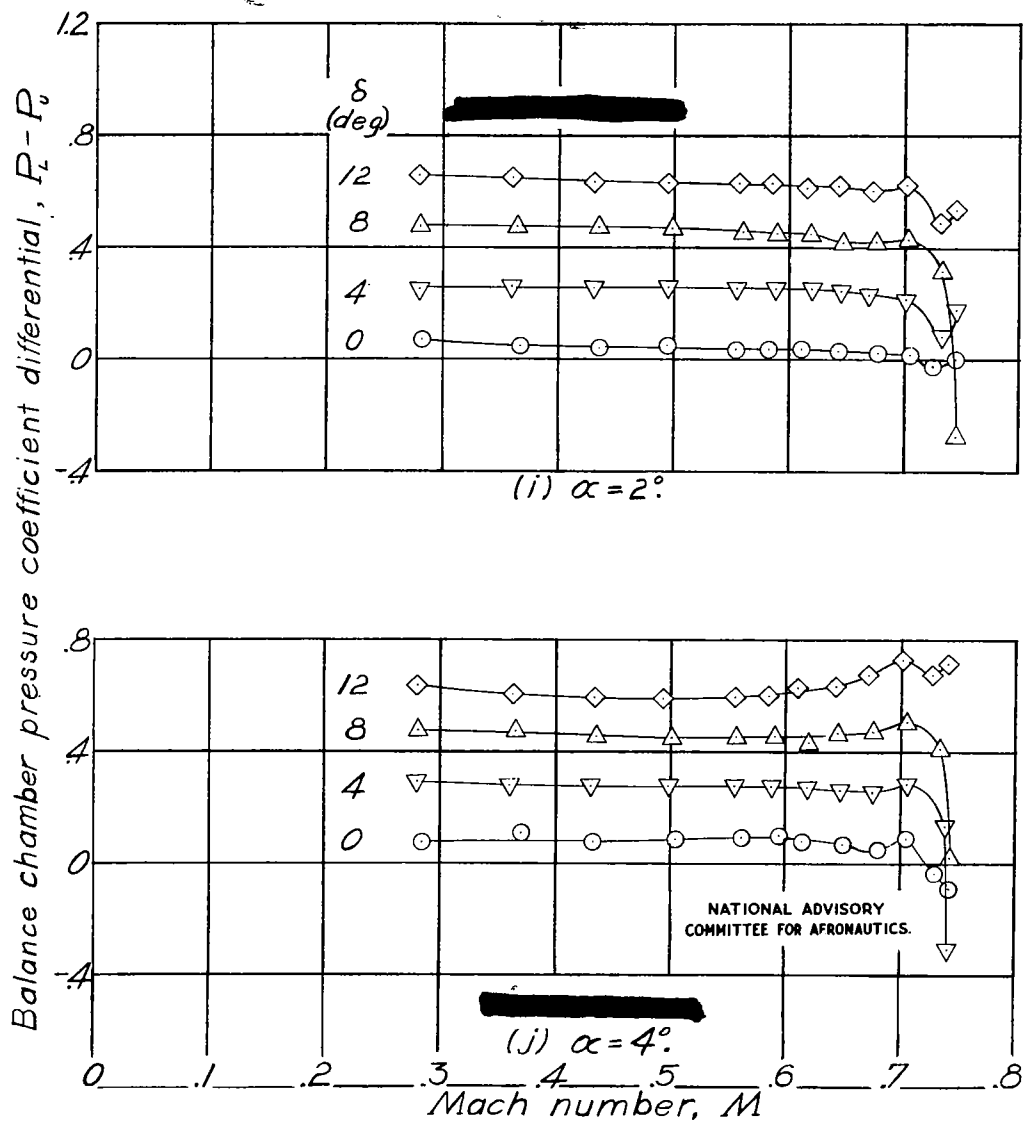 1.2
.8
.4
0
-.4
δ
(deg)
12
8
4
0
(i) α = 2°.
Balance chamber pressure coefficient differential, P_L - P_U
.8
.4
0
-.4
12
8
4
0
NATIONAL ADVISORY
COMMITTEE FOR AERONAUTICS.
(j) α = 4°.
0 .1 .2 .3 .4 .5 .6 .7 .8
Mach number, M